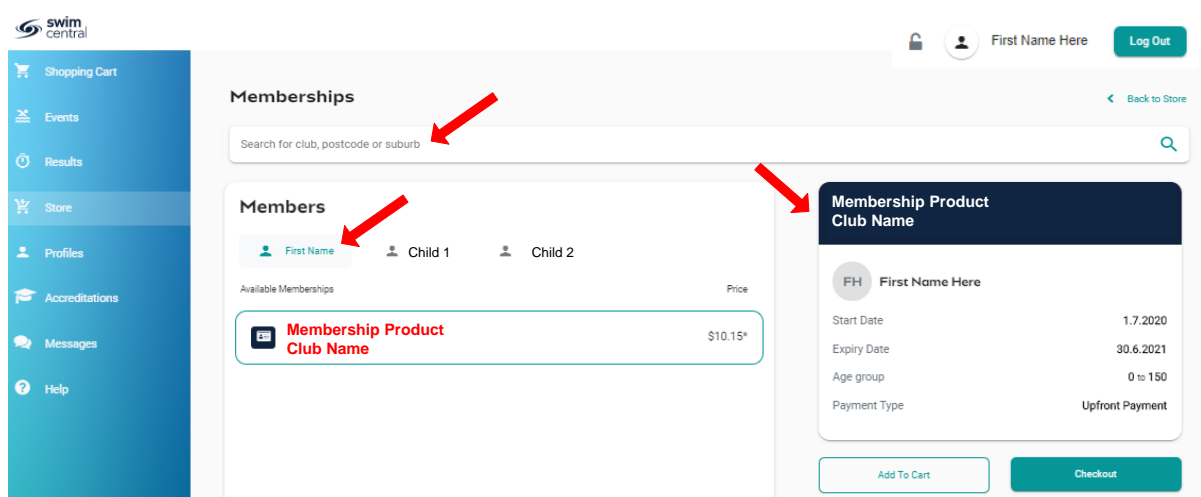 swim
central
First Name Here
Log Out
Shopping Cart
Events
Results
Store
Profiles
Accreditations
Messages
Help
Memberships
Back to Store
Search for club, postcode or suburb
Members
First Name
Child 1
Child 2
Available Memberships
Price
Membership Product
Club Name
$10.15*
Membership Product
Club Name
FH
First Name Here
Start Date
1.7.2020
Expiry Date
30.6.2021
Age group
0 to 150
Payment Type
Upfront Payment
Add To Cart
Checkout